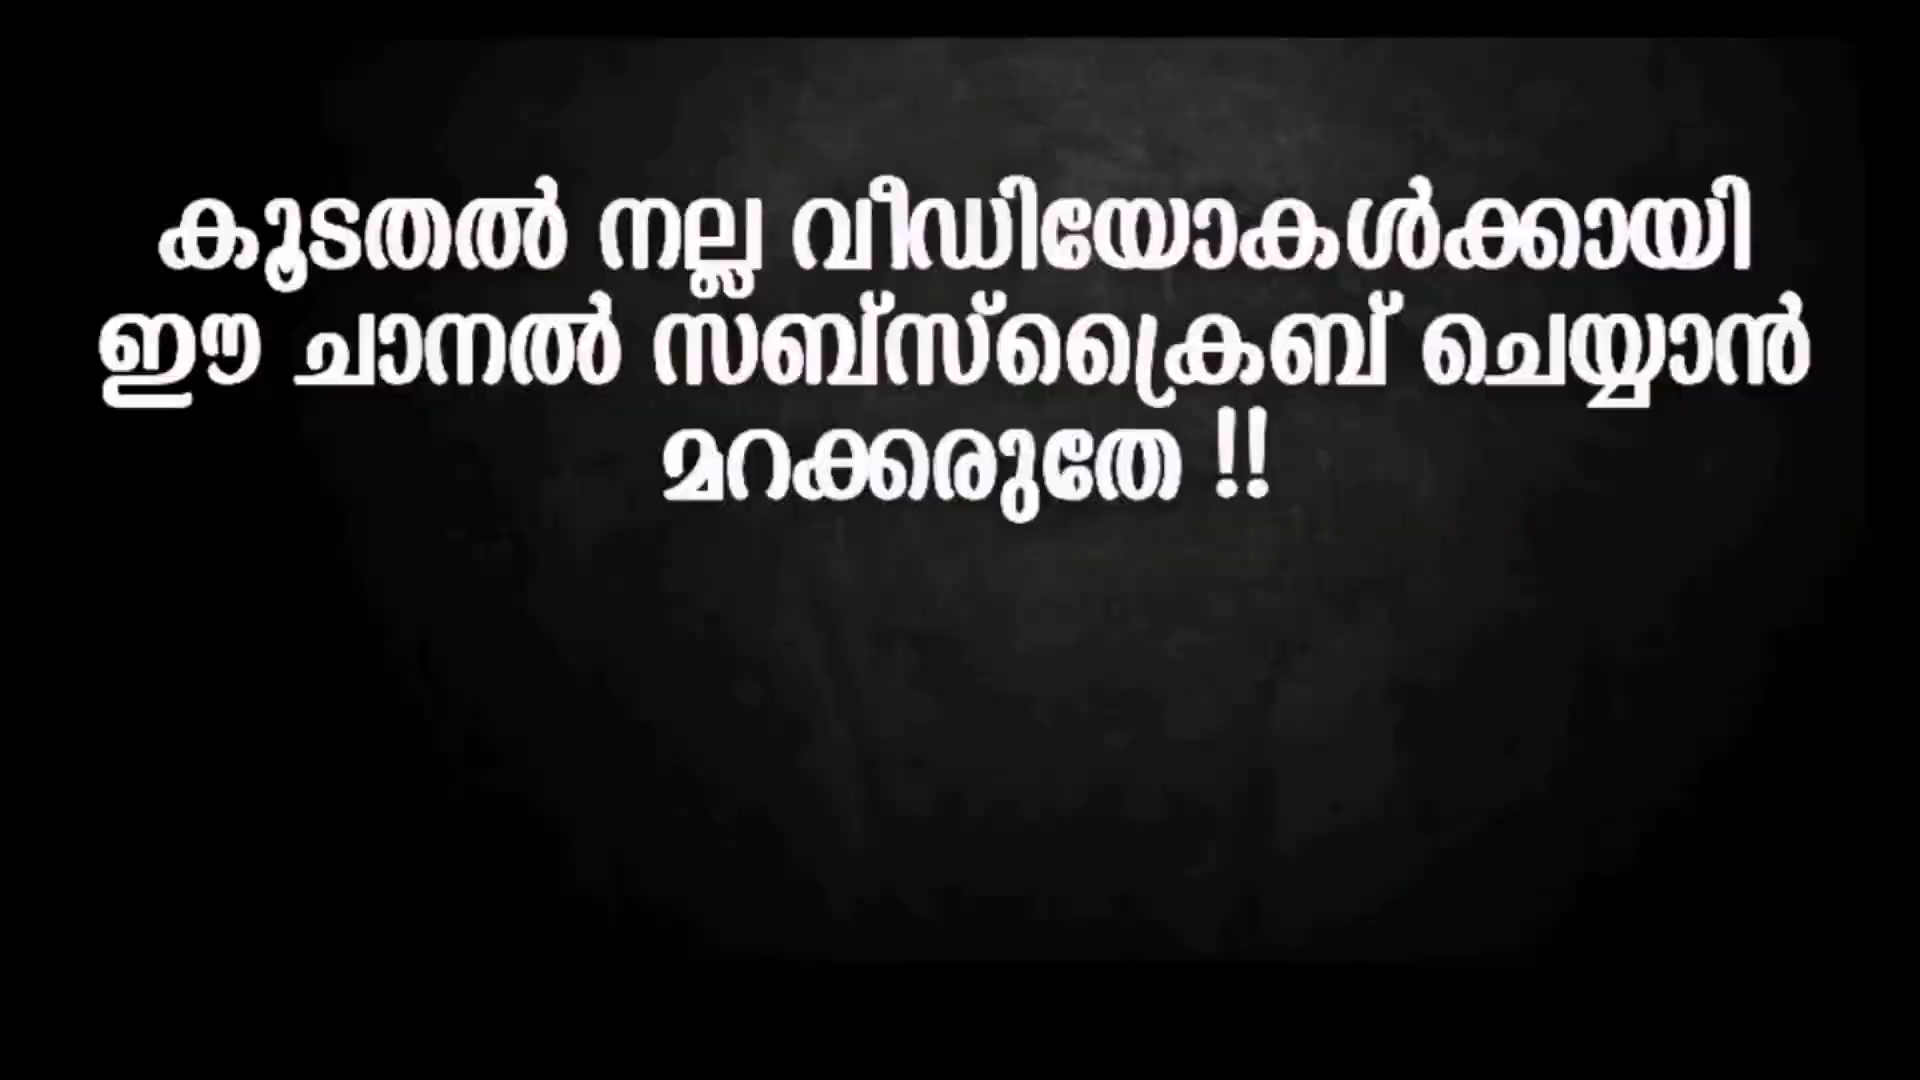 കൂടതൽ നല്ല വീഡിയോകൾക്കായി
ഈ ചാനൽ സബ്സ്ക്രൈബ് ചെയ്യാൻ
മറക്കരുതേ !!